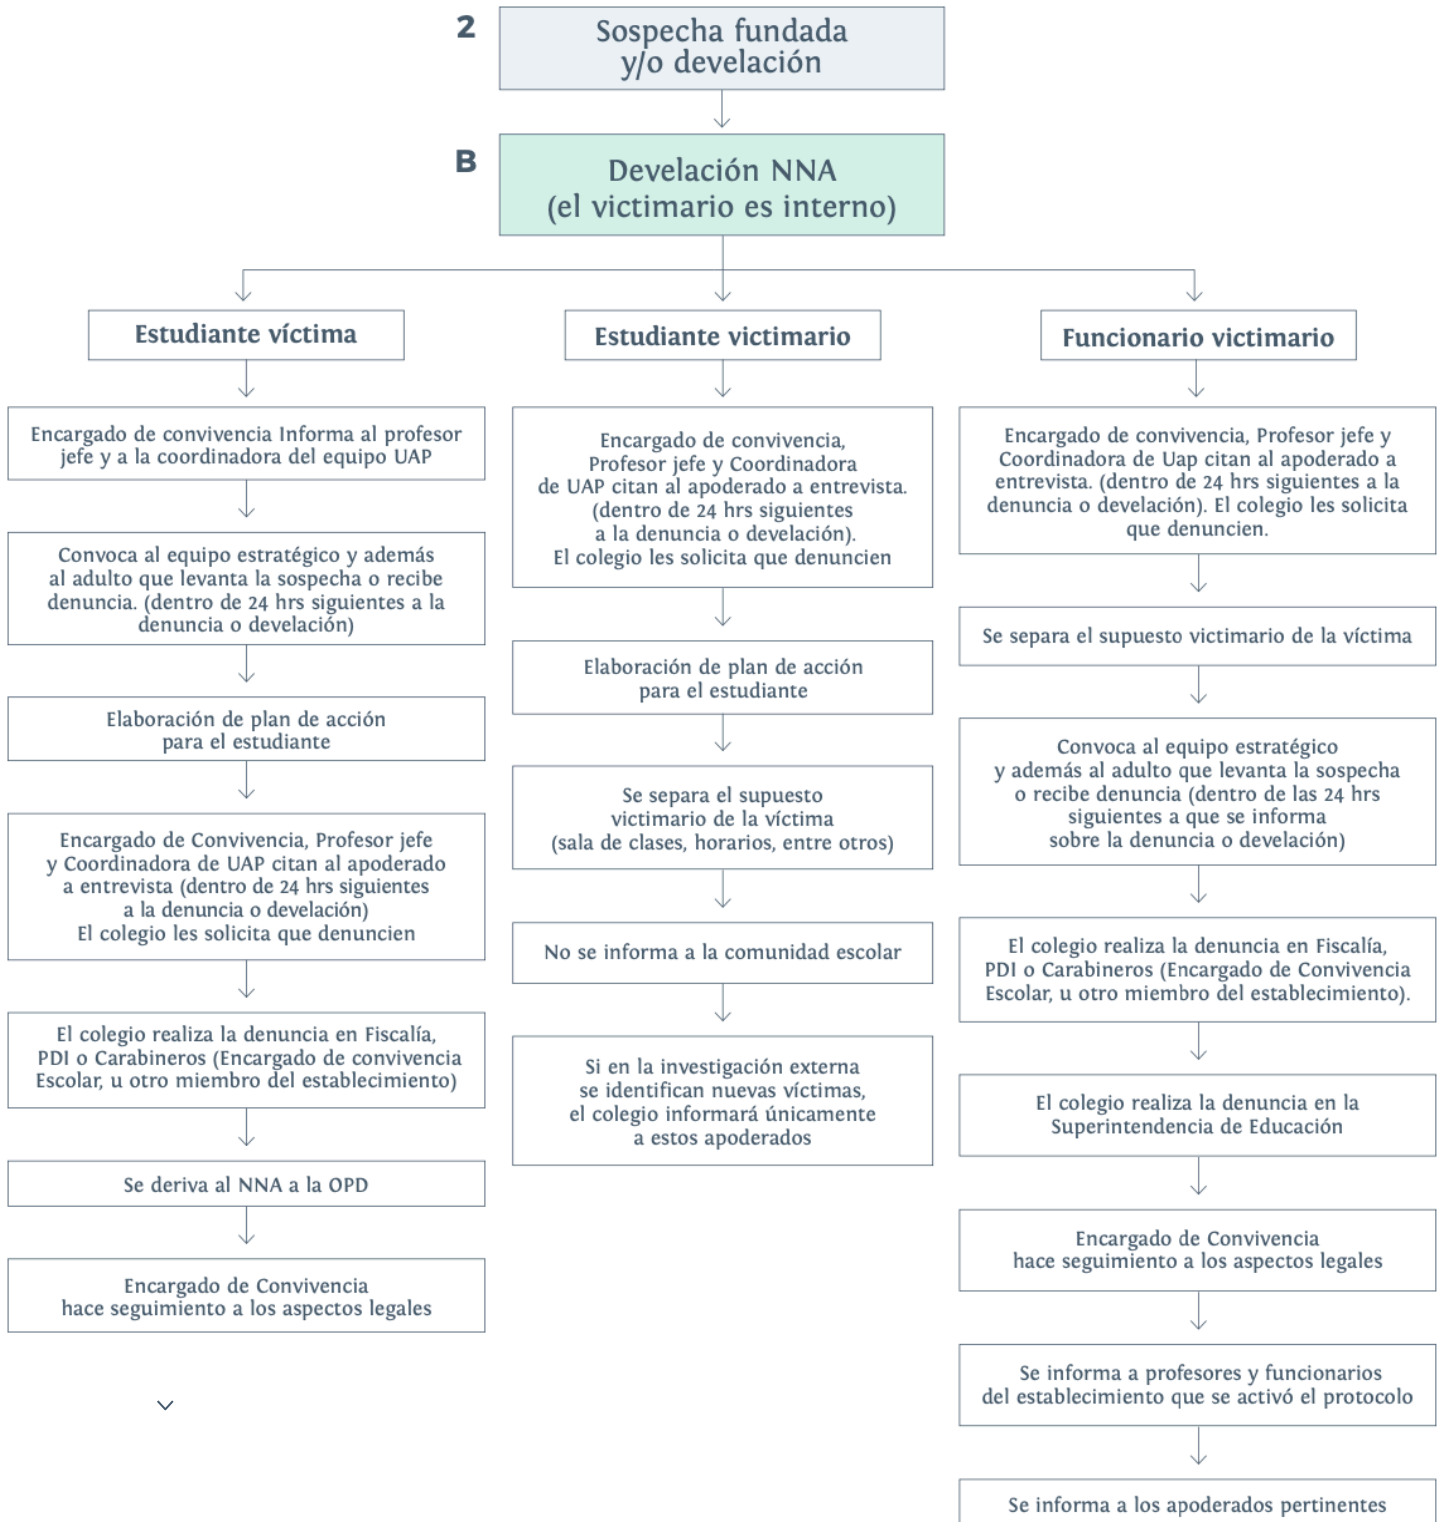 2
Sospecha fundada
y/o develación
B
Develación NNA
(el victimario es interno)
Estudiante víctima
Encargado de convivencia Informa al profesor
jefe y a la coordinadora del equipo UAP
Convoca al equipo estratégico y además
al adulto que levanta la sospecha o recibe
denuncia. (dentro de 24 hrs siguientes a la
denuncia o develación)
Elaboración de plan de acción
para el estudiante
Encargado de Convivencia, Profesor jefe
y Coordinadora de UAP citan al apoderado
a entrevista (dentro de 24 hrs siguientes
a la denuncia o develación)
El colegio les solicita que denuncien
El colegio realiza la denuncia en Fiscalía,
PDI o Carabineros (Encargado de convivencia
Escolar, u otro miembro del establecimiento)
Se deriva al NNA a la OPD
Encargado de Convivencia
hace seguimiento a los aspectos legales
Estudiante victimario
Encargado de convivencia,
Profesor jefe y Coordinadora
de UAP citan al apoderado a entrevista.
(dentro de 24 hrs siguientes
a la denuncia o develación).
El colegio les solicita que denuncien
Elaboración de plan de acción
para el estudiante
Se separa el supuesto
victimario de la víctima
(sala de clases, horarios, entre otros)
No se informa a la comunidad escolar
Si en la investigación externa
se identifican nuevas víctimas,
el colegio informará únicamente
a estos apoderados
Funcionario victimario
Encargado de convivencia, Profesor jefe y
Coordinadora de Uap citan al apoderado a
entrevista. (dentro de 24 hrs siguientes a la
denuncia o develación). El colegio les solicita
que denuncien.
Se separa el supuesto victimario de la víctima
Convoca al equipo estratégico
y además al adulto que levanta la sospecha
o recibe denuncia (dentro de las 24 hrs
siguientes a que se informa
sobre la denuncia o develación)
El colegio realiza la denuncia en Fiscalía,
PDI o Carabineros (Encargado de Convivencia
Escolar, u otro miembro del establecimiento).
El colegio realiza la denuncia en la
Superintendencia de Educación
Encargado de Convivencia
hace seguimiento a los aspectos legales
Se informa a profesores y funcionarios
del establecimiento que se activó el protocolo
Se informa a los apoderados pertinentes